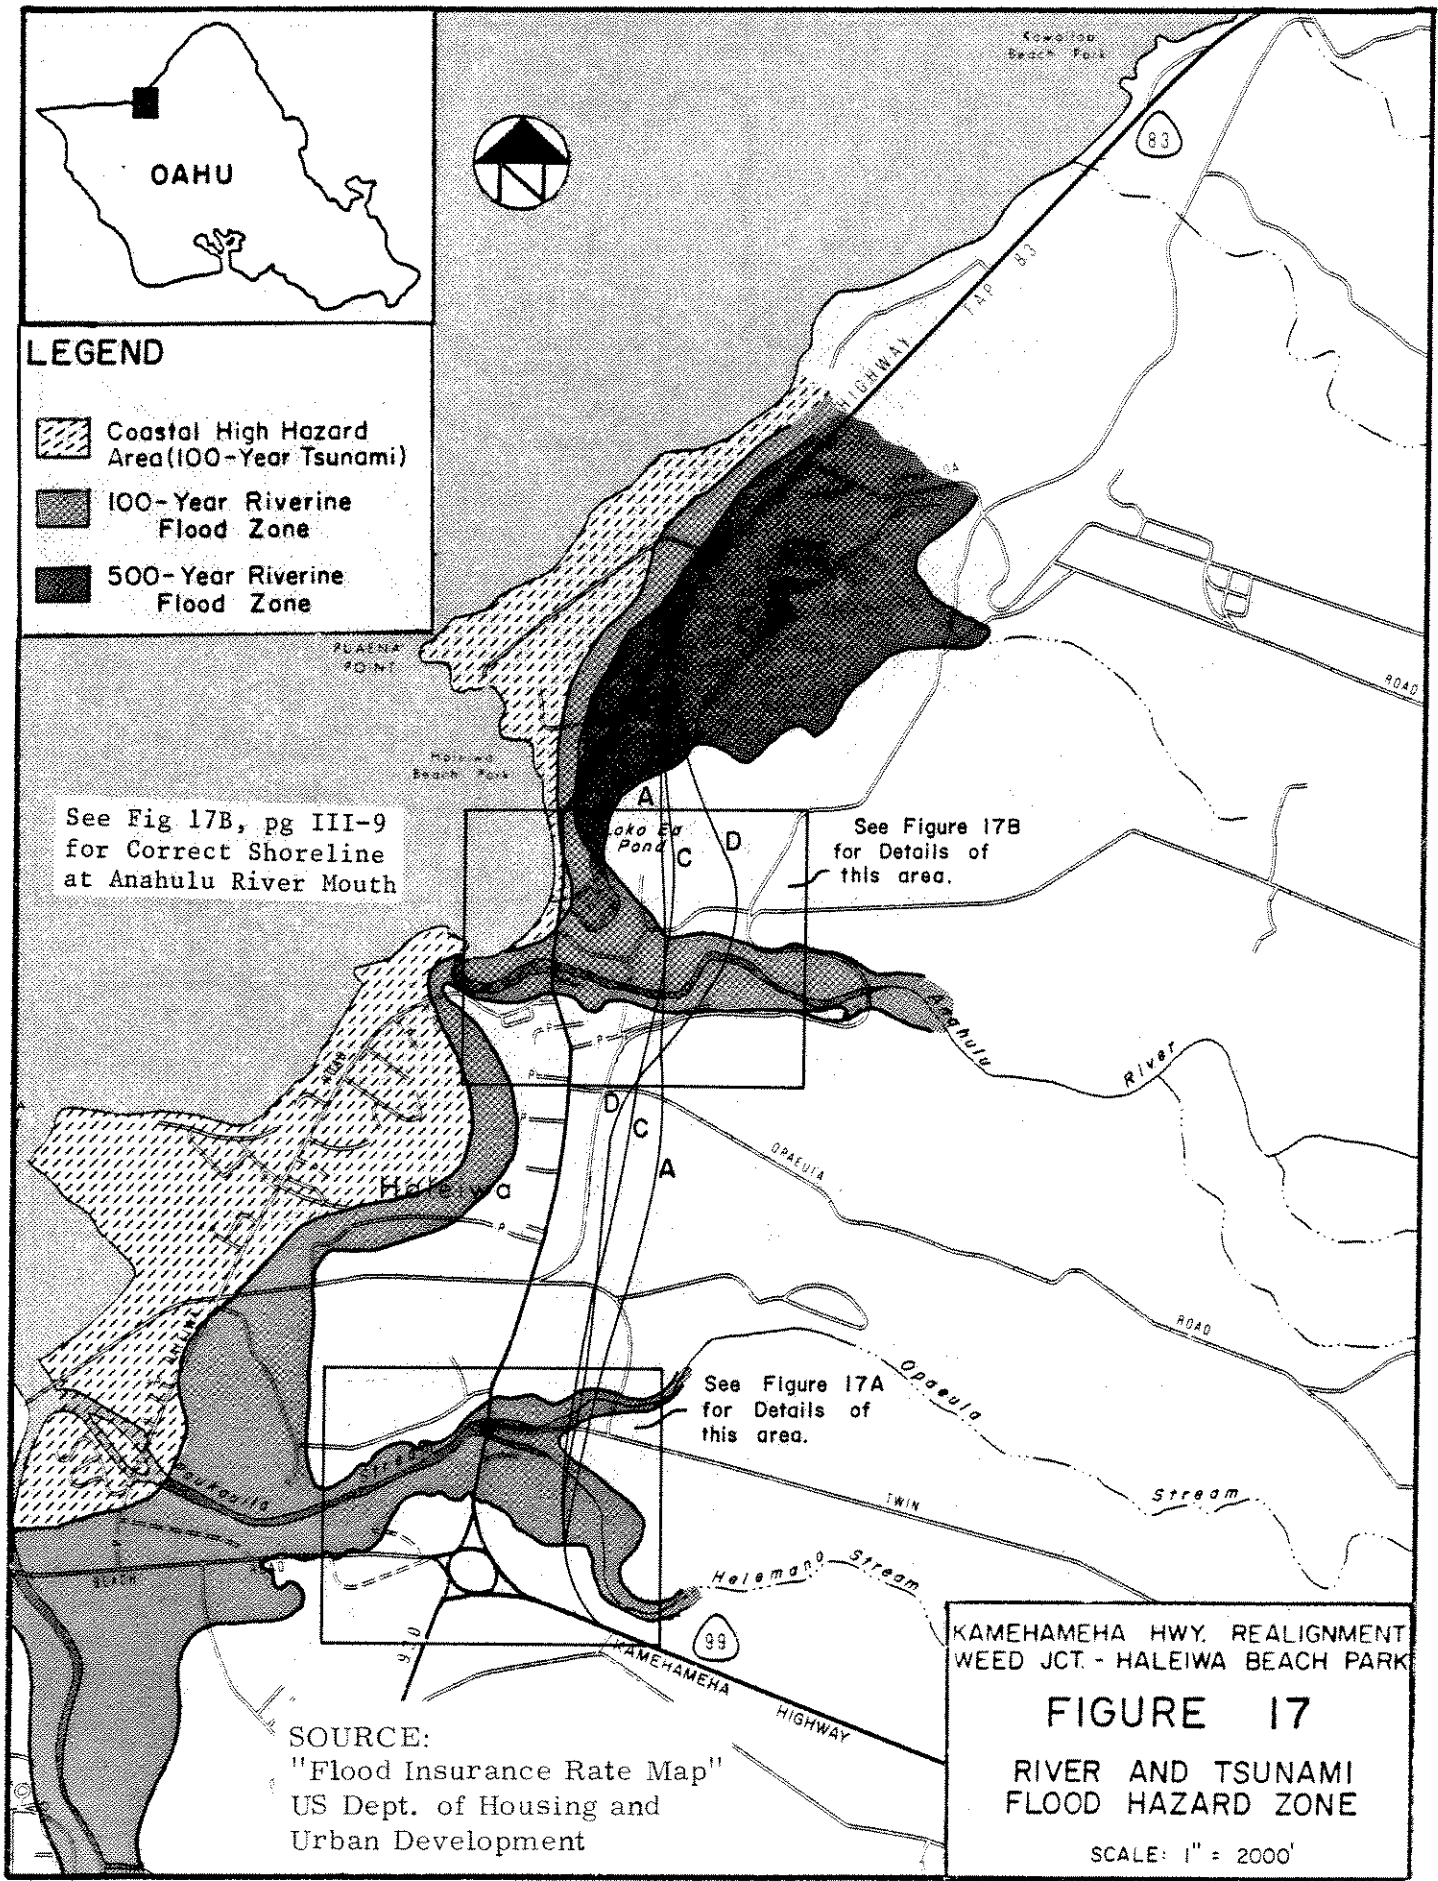 OAHU
N
Kawailoa
Beach Park
83
HIGHWAY FAP 83
LEGEND
Coastal High Hazard
Area (100-Year Tsunami)
100-Year Riverine
Flood Zone
500-Year Riverine
Flood Zone
PUAENA
POINT
ROAD
Haleiwa
Beach Park
See Fig 17B, pg III-9
for Correct Shoreline
at Anahulu River Mouth
A
Loko Ea
Pond
C
D
See Figure 17B
for Details of
this area.
Anahulu
River
P
P
D
C
A
OPAEULA
ROAD
ROAD
Haleiwa
P
HALEIWA
See Figure 17A
for Details of
this area.
Opaeula
Stream
Paukauila
Stream
TWIN
Helemano Stream
BEACH
ROAD
99
930
KAMEHAMEHA
HIGHWAY
SOURCE:
"Flood Insurance Rate Map"
US Dept. of Housing and
Urban Development
KAMEHAMEHA HWY. REALIGNMENT
WEED JCT. - HALEIWA BEACH PARK
FIGURE 17
RIVER AND TSUNAMI
FLOOD HAZARD ZONE
SCALE: 1" = 2000'